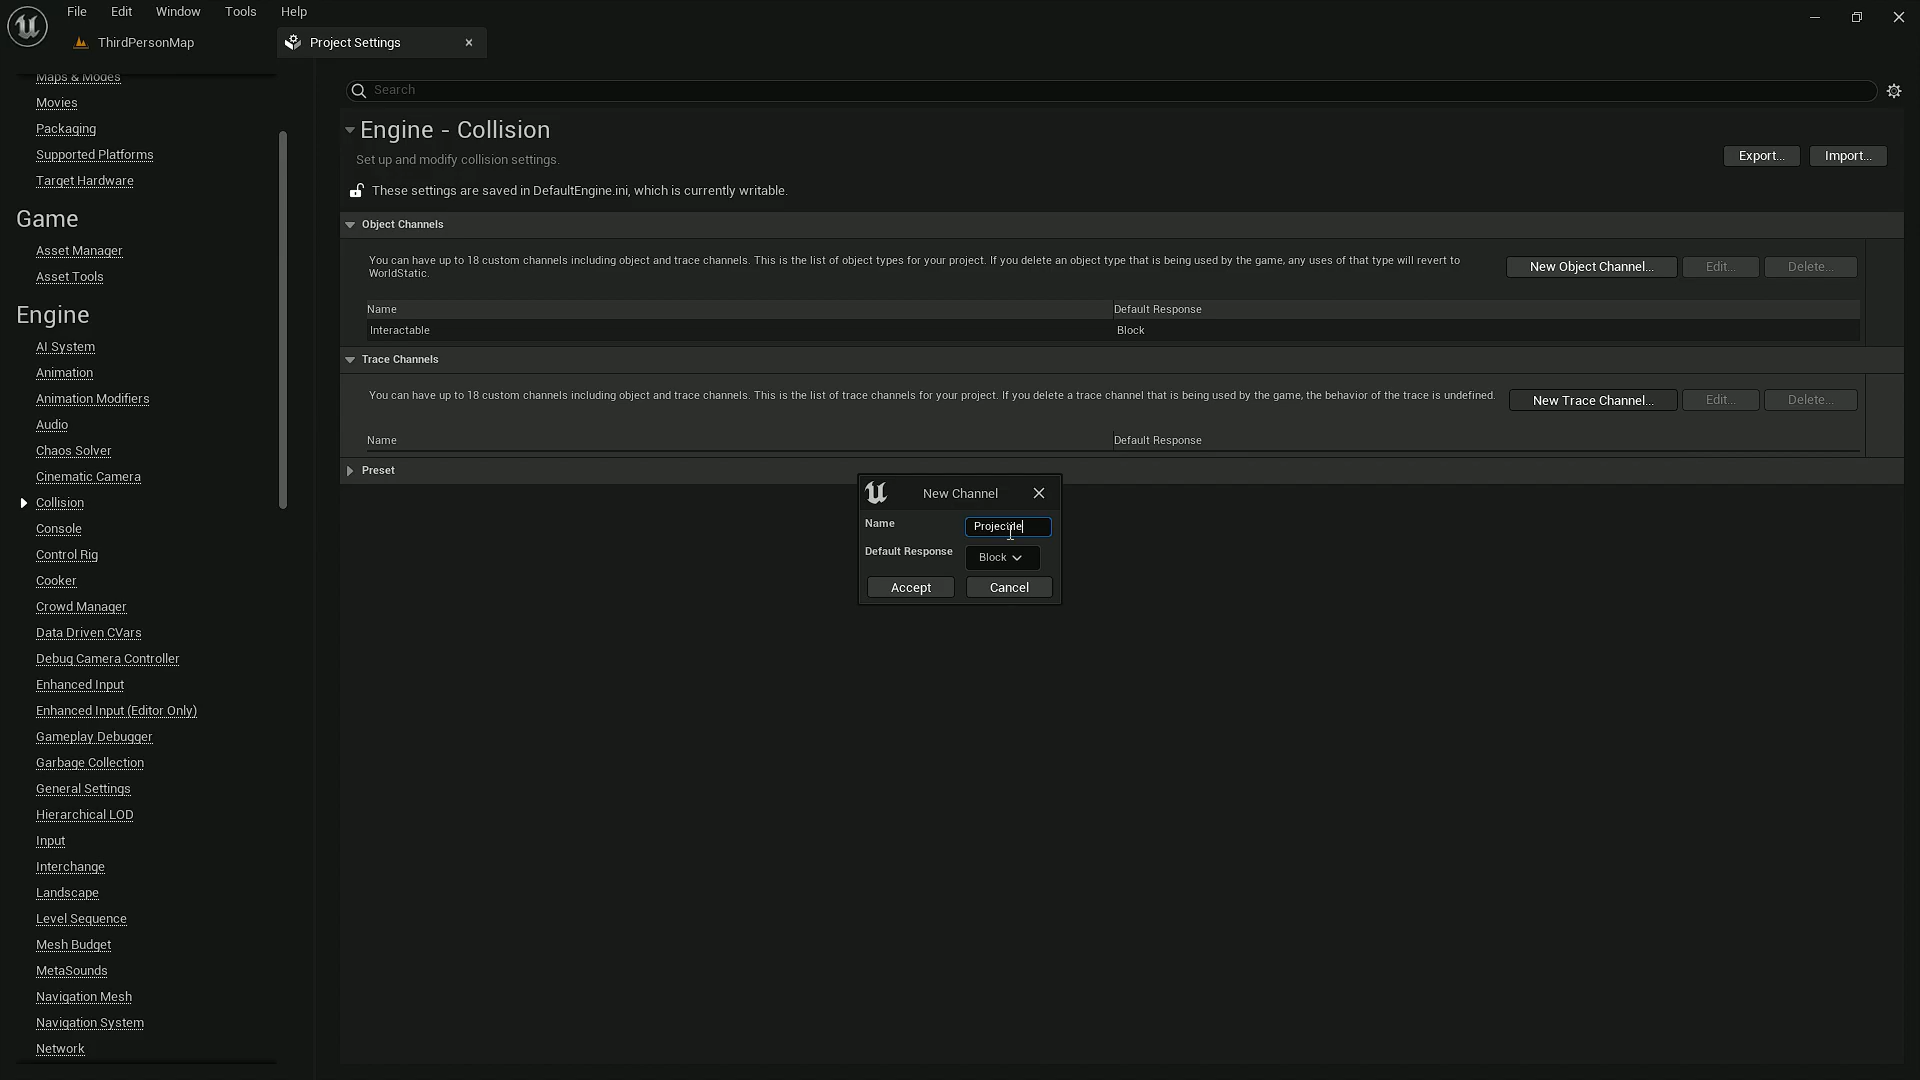 File Edit Window Tools Help
ThirdPersonMap
Project Settings
Maps & Modes
Movies
Packaging
Supported Platforms
Target Hardware
Game
Asset Manager
Asset Tools
Engine
AI System
Animation
Animation Modifiers
Audio
Chaos Solver
Cinematic Camera
Collision
Console
Control Rig
Cooker
Crowd Manager
Data Driven CVars
Debug Camera Controller
Enhanced Input
Enhanced Input (Editor Only)
Gameplay Debugger
Garbage Collection
General Settings
Hierarchical LOD
Input
Interchange
Landscape
Level Sequence
Mesh Budget
MetaSounds
Navigation Mesh
Navigation System
Network
Search
Engine - Collision
Set up and modify collision settings.
Export... Import...
These settings are saved in DefaultEngine.ini, which is currently writable.
Object Channels
You can have up to 18 custom channels including object and trace channels. This is the list of object types for your project. If you delete an object type that is being used by the game, any uses of that type will revert to
WorldStatic.
New Object Channel... Edit... Delete...
Name Default Response
Interactable Block
Trace Channels
You can have up to 18 custom channels including object and trace channels. This is the list of trace channels for your project. If you delete a trace channel that is being used by the game, the behavior of the trace is undefined.
New Trace Channel... Edit... Delete...
Name Default Response
Preset
New Channel
Name Projectile
Default Response Block
Accept Cancel